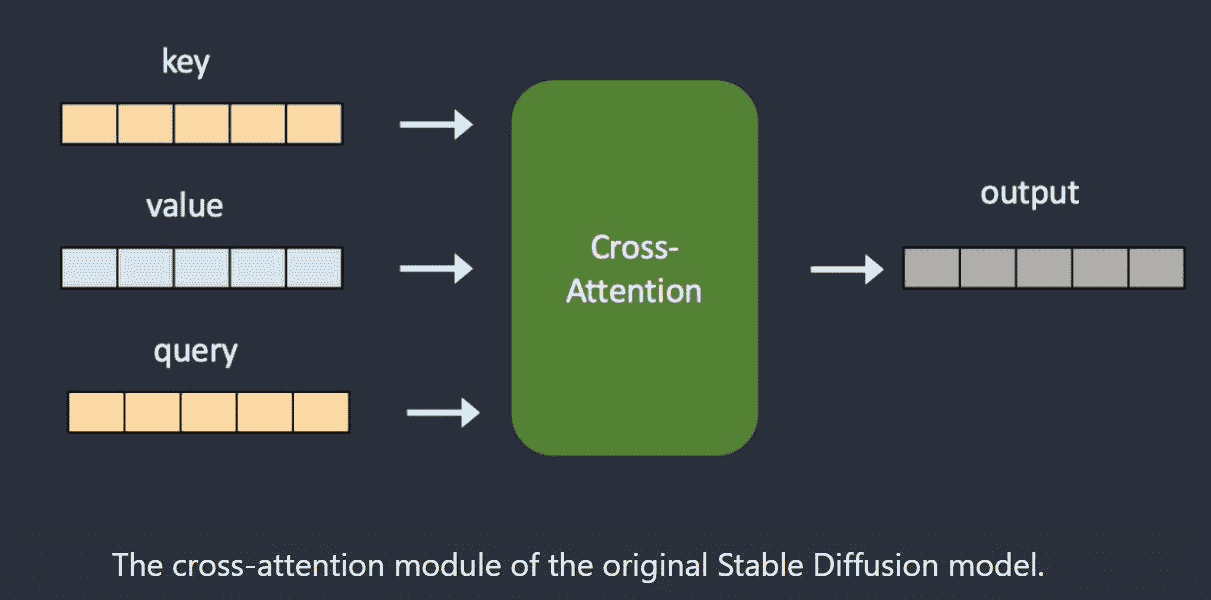 key
value
query
Cross-
Attention
output
The cross-attention module of the original Stable Diffusion model.